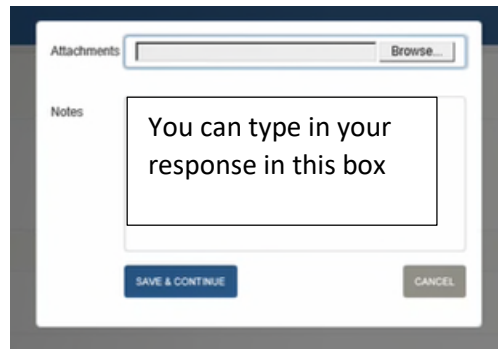 Attachments
Browse...
Notes
You can type in your
response in this box
SAVE & CONTINUE
CANCEL